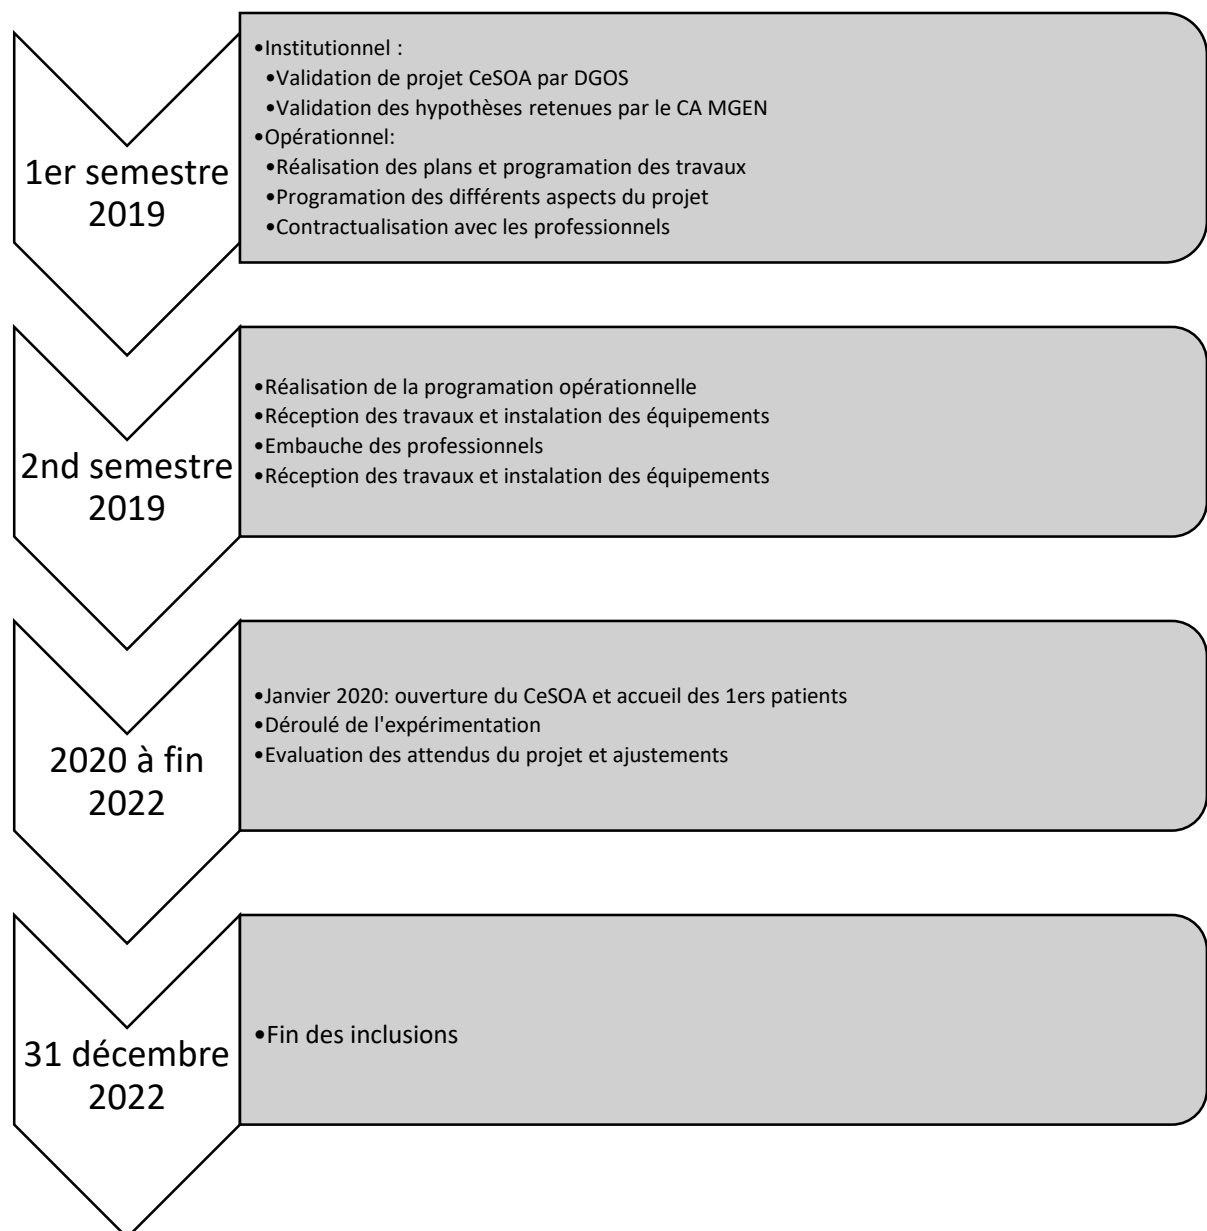 1er semestre
2019
•Institutionnel :
•Validation de projet CeSOA par DGOS
•Validation des hypothèses retenues par le CA MGEN
•Opérationnel:
•Réalisation des plans et programation des travaux
•Programation des différents aspects du projet
•Contractualisation avec les professionnels
2nd semestre
2019
•Réalisation de la programation opérationnelle
•Réception des travaux et instalation des équipements
•Embauche des professionnels
•Réception des travaux et instalation des équipements
2020 à fin
2022
•Janvier 2020: ouverture du CeSOA et accueil des 1ers patients
•Déroulé de l'expérimentation
•Evaluation des attendus du projet et ajustements
31 décembre
2022
•Fin des inclusions